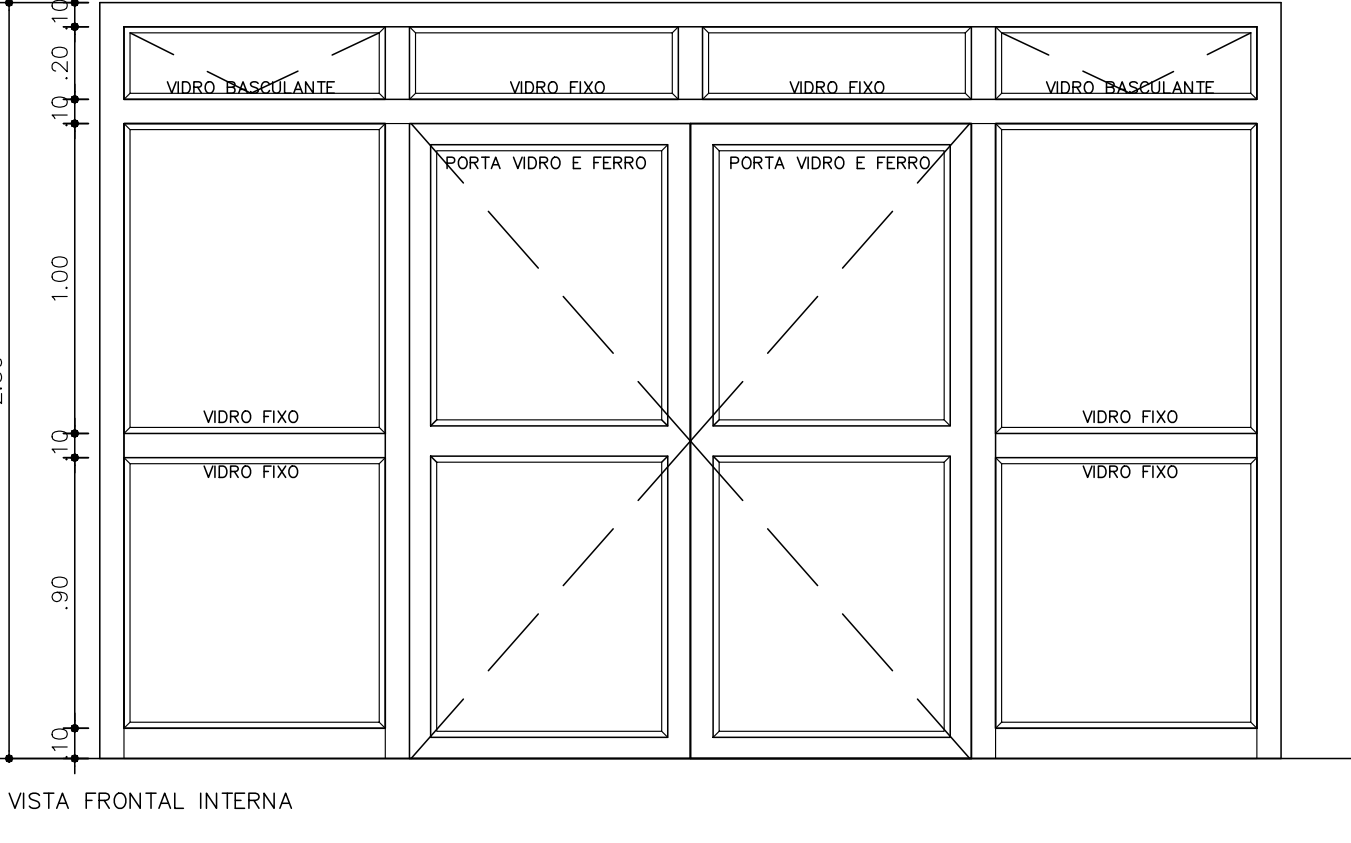 .20
VIDRO BASCULANTE
VIDRO FIXO
VIDRO FIXO
VIDRO BASCULANTE
10
PORTA VIDRO E FERRO
PORTA VIDRO E FERRO
1.00
VIDRO FIXO
VIDRO FIXO
.10
VIDRO FIXO
VIDRO FIXO
.90
.10
VISTA FRONTAL INTERNA